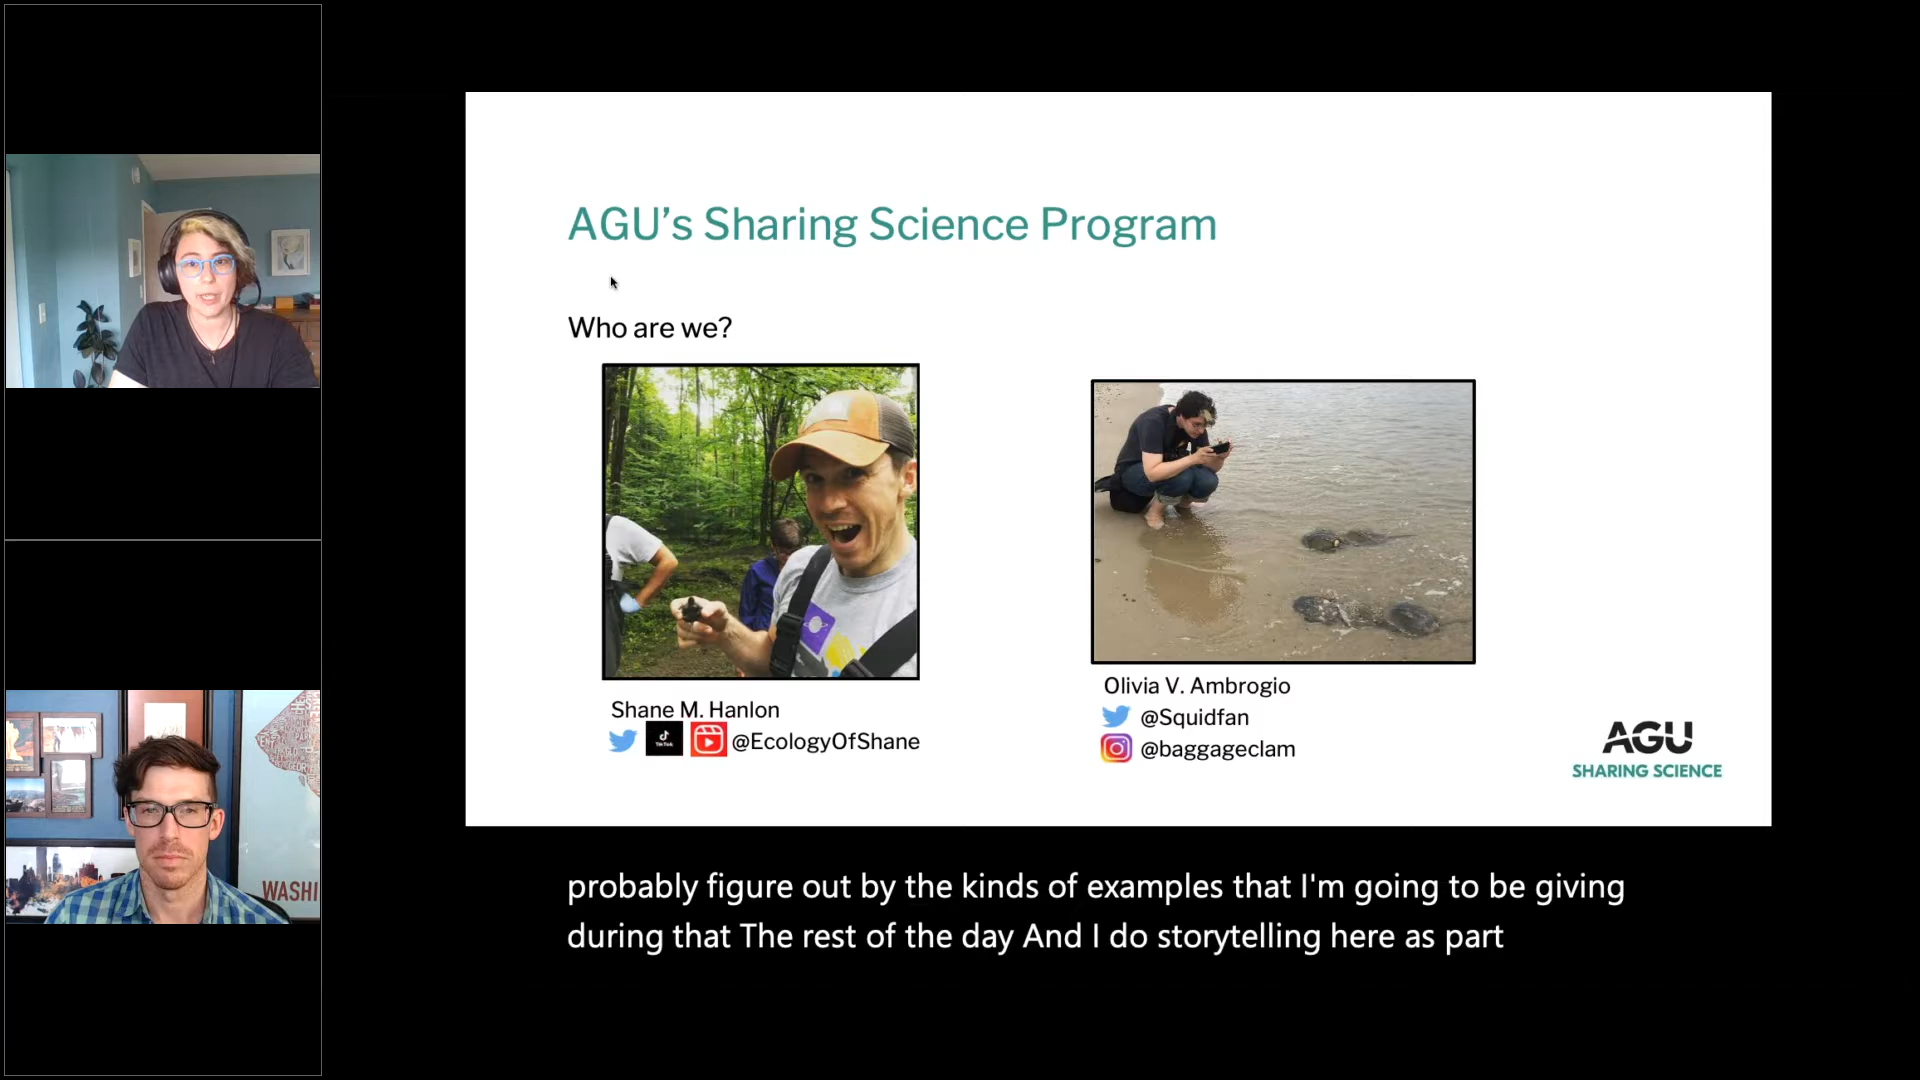 AGU’s Sharing Science Program
Who are we?
Shane M. Hanlon
TikTok
@EcologyOfShane
Olivia V. Ambrogio
@Squidfan
@baggageclam
AGU
SHARING SCIENCE
WASHI
probably figure out by the kinds of examples that I'm going to be giving
during that The rest of the day And I do storytelling here as part